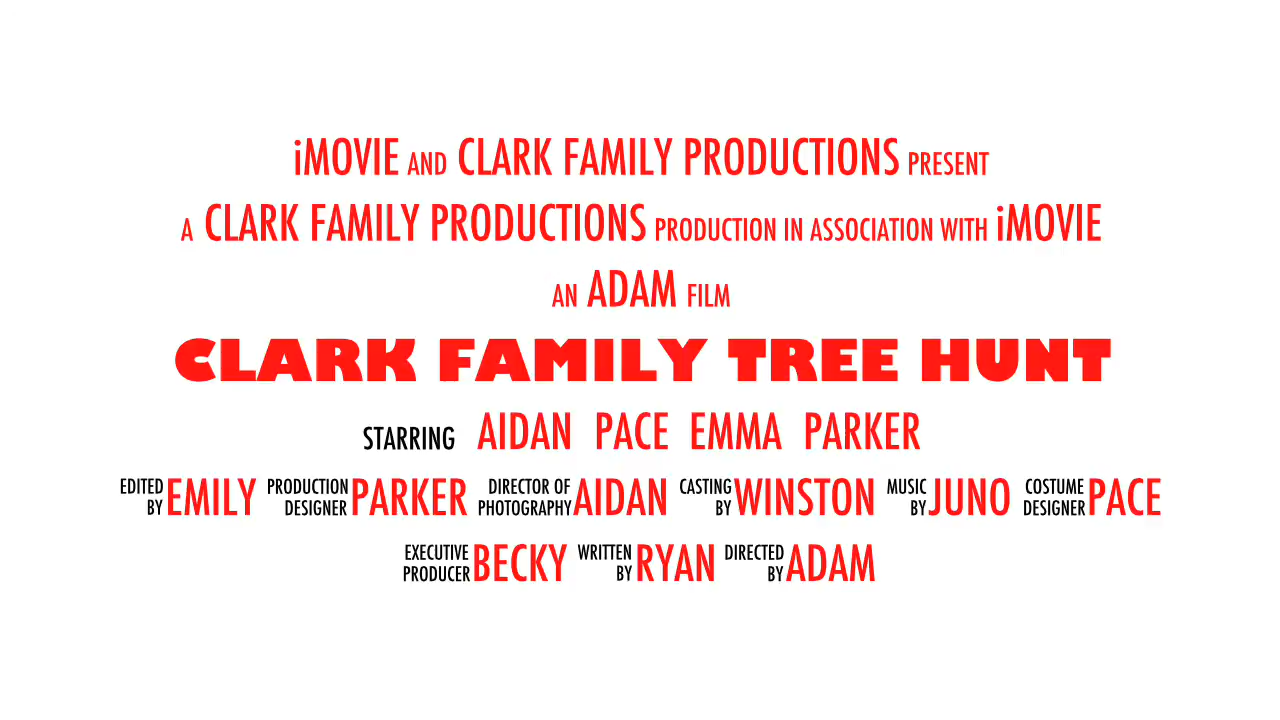 iMOVIE AND CLARK FAMILY PRODUCTIONS PRESENT
A CLARK FAMILY PRODUCTIONS PRODUCTION IN ASSOCIATION WITH iMOVIE
AN ADAM FILM
CLARK FAMILY TREE HUNT
STARRING AIDAN PACE EMMA PARKER
EDITED BY EMILY PRODUCTION DESIGNER PARKER DIRECTOR OF PHOTOGRAPHY AIDAN CASTING BY WINSTON MUSIC BY JUNO COSTUME DESIGNER PACE
EXECUTIVE PRODUCER BECKY WRITTEN BY RYAN DIRECTED BY ADAM